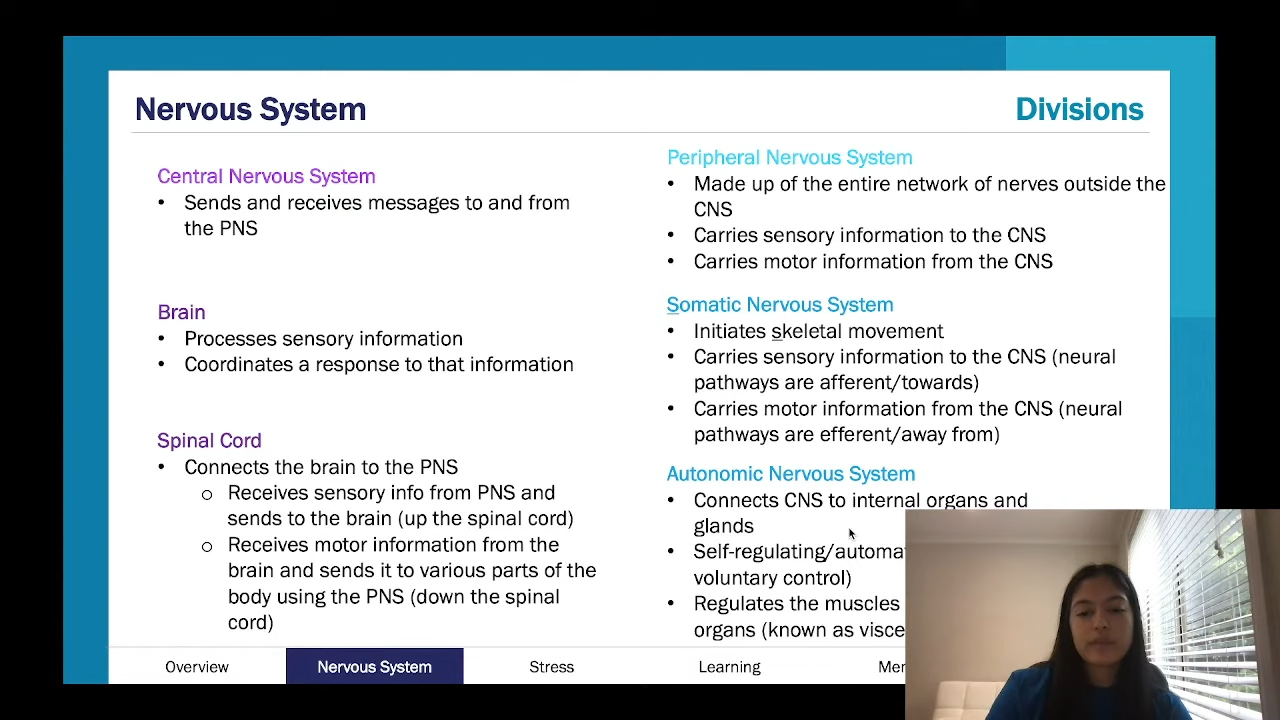 Nervous System
Divisions
Central Nervous System
• Sends and receives messages to and from
the PNS
Brain
• Processes sensory information
• Coordinates a response to that information
Spinal Cord
• Connects the brain to the PNS
o Receives sensory info from PNS and
sends to the brain (up the spinal cord)
o Receives motor information from the
brain and sends it to various parts of the
body using the PNS (down the spinal
cord)
Peripheral Nervous System
• Made up of the entire network of nerves outside the
CNS
• Carries sensory information to the CNS
• Carries motor information from the CNS
Somatic Nervous System
• Initiates skeletal movement
• Carries sensory information to the CNS (neural
pathways are afferent/towards)
• Carries motor information from the CNS (neural
pathways are efferent/away from)
Autonomic Nervous System
• Connects CNS to internal organs and
glands
• Self-regulating/automat
voluntary control)
• Regulates the muscles
organs (known as visce
Overview
Nervous System
Stress
Learning